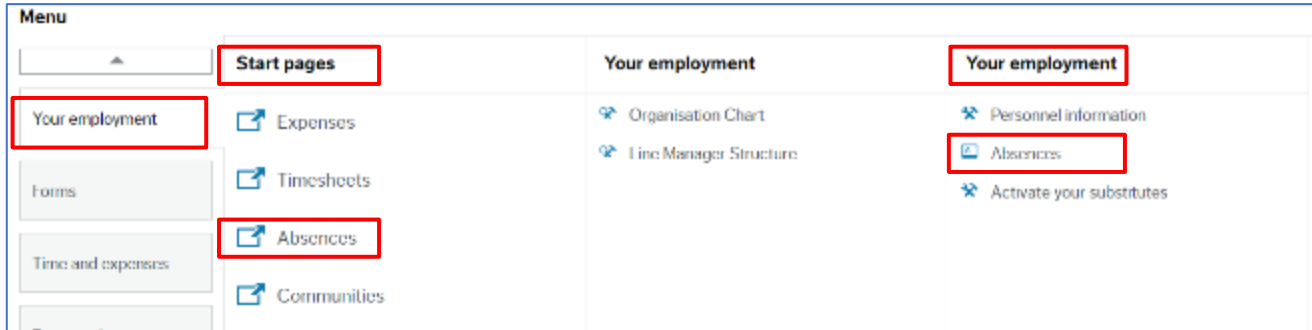 Menu
Start pages
Your employment
Your employment
Your employment
Expenses
Organisation Chart
Personnel information
Line Manager Structure
Absences
Forms
Timesheets
Activate your substitutes
Absences
Time and expenses
Communities